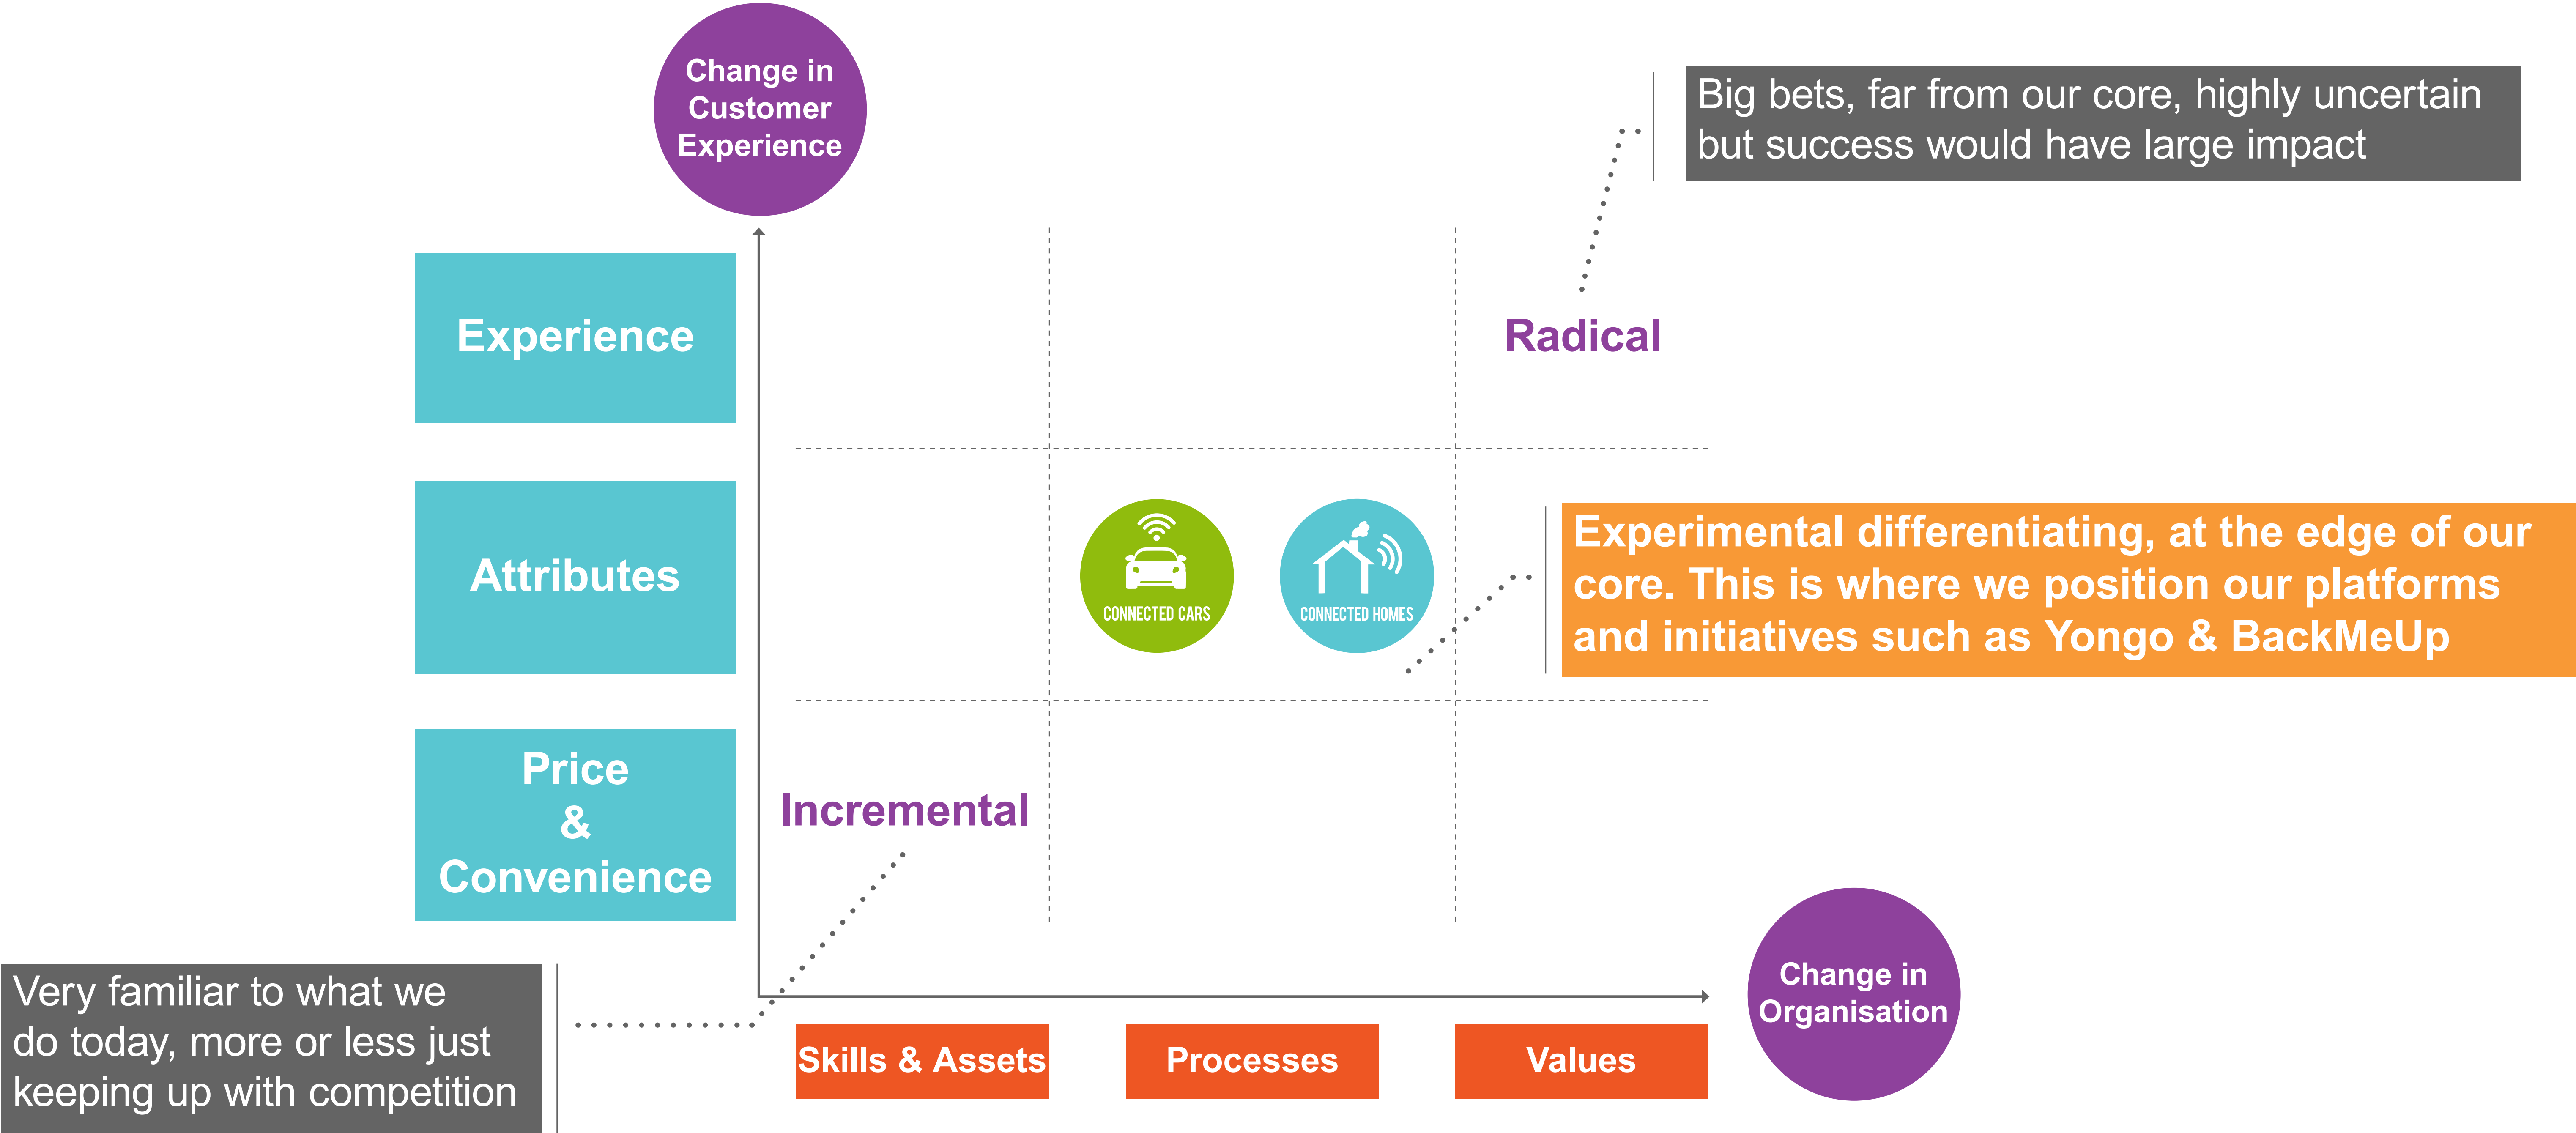 Change in
Customer
Experience
Big bets, far from our core, highly uncertain
but success would have large impact
Experience
Radical
Attributes
CONNECTED CARS
CONNECTED HOMES
Experimental differentiating, at the edge of our
core. This is where we position our platforms
and initiatives such as Yongo & BackMeUp
Price
&
Convenience
Incremental
Very familiar to what we
do today, more or less just
keeping up with competition
Skills & Assets
Processes
Values
Change in
Organisation